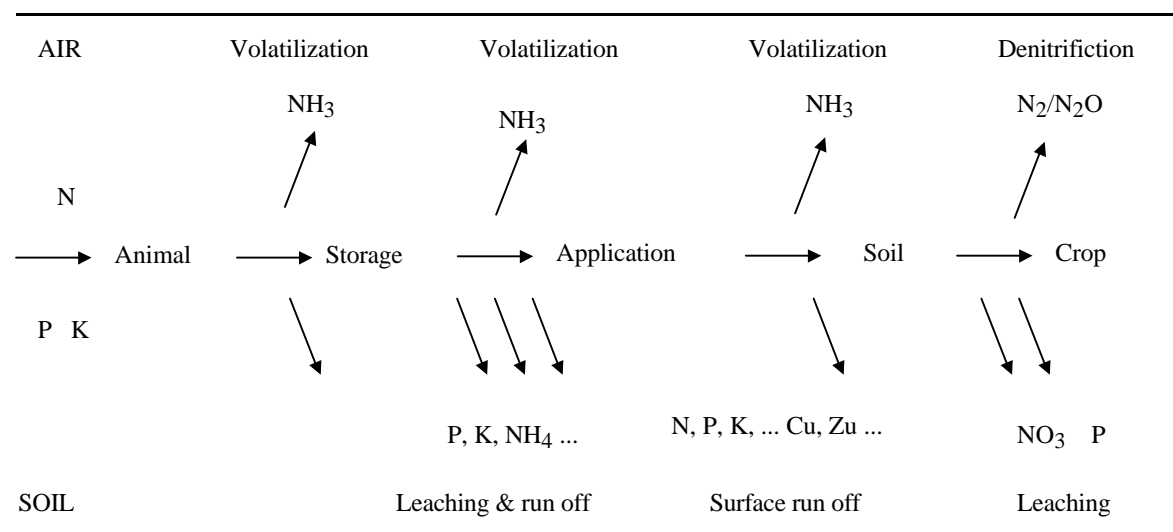 AIR Volatilization Volatilization Volatilization Denitrifiction
NH3 NH3 NH3 N2/N2O
N
Animal Storage Application Soil Crop
P K
P, K, NH4 ... N, P, K, ... Cu, Zu ... NO3 P
SOIL Leaching & run off Surface run off Leaching